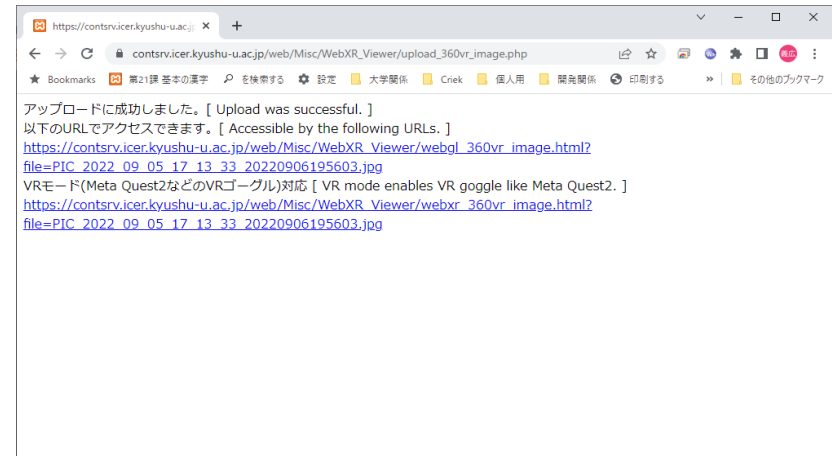 https://contsrv.icer.kyushu-u.ac.j
contsrv.icer.kyushu-u.ac.jp/web/Misc/WebXR_Viewer/upload_360vr_image.php
Bookmarks 第21課 基本の漢字 を検索する 設定 大学関係 Criek 個人用 開発関係 印刷する » その他のブックマーク
アップロードに成功しました。[ Upload was successful. ]
以下のURLでアクセスできます。[ Accessible by the following URLs. ]
https://contsrv.icer.kyushu-u.ac.jp/web/Misc/WebXR_Viewer/webgl_360vr_image.html?
file=PIC_2022_09_05_17_13_33_20220906195603.jpg
VRモード(Meta Quest2などのVRゴーグル)対応 [ VR mode enables VR goggle like Meta Quest2. ]
https://contsrv.icer.kyushu-u.ac.jp/web/Misc/WebXR_Viewer/webxr_360vr_image.html?
file=PIC_2022_09_05_17_13_33_20220906195603.jpg